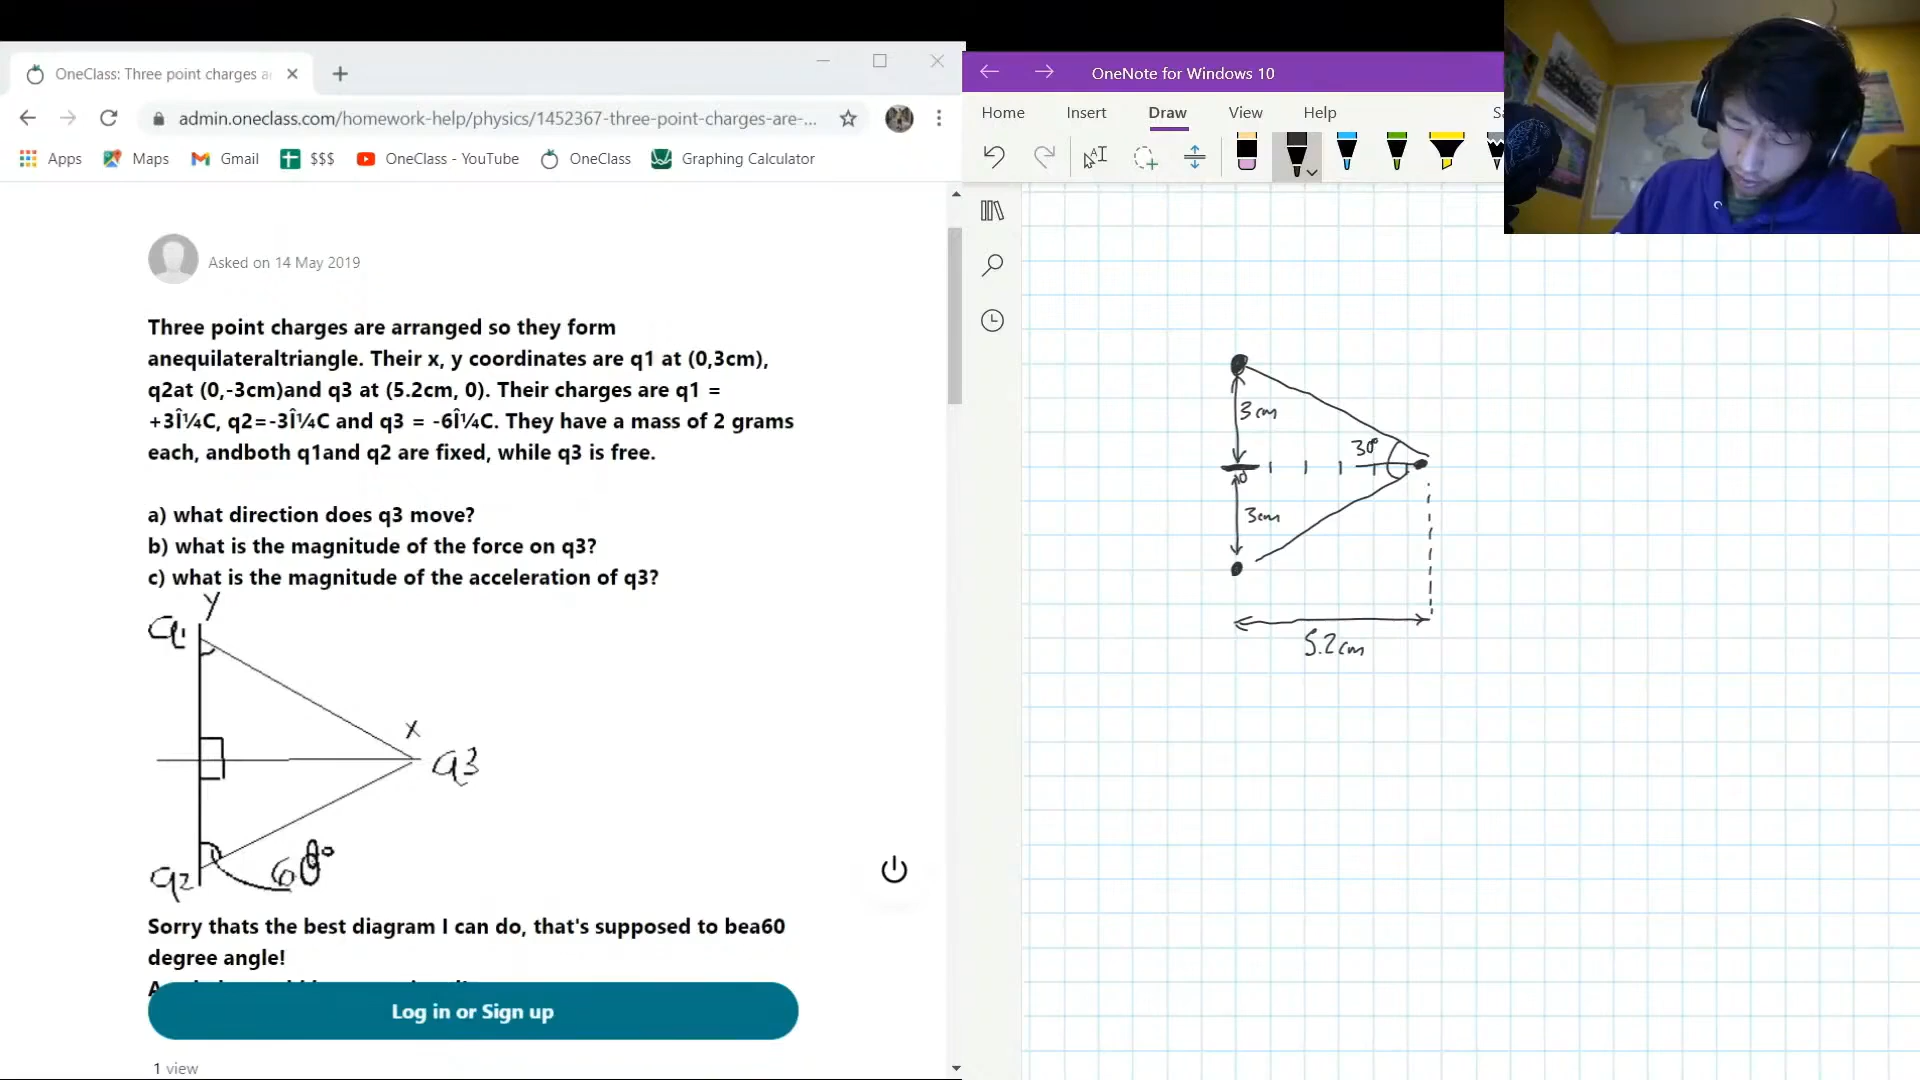 OneClass: Three point charges a
admin.oneclass.com/homework-help/physics/1452367-three-point-charges-are-...
Apps
Maps
Gmail
$$$
OneClass - YouTube
OneClass
Graphing Calculator
Asked on 14 May 2019
Three point charges are arranged so they form
anequilateraltriangle. Their x, y coordinates are q1 at (0,3cm),
q2at (0,-3cm)and q3 at (5.2cm, 0). Their charges are q1 =
+3Î¼C, q2=-3Î¼C and q3 = -6Î¼C. They have a mass of 2 grams
each, andboth q1and q2 are fixed, while q3 is free.
a) what direction does q3 move?
b) what is the magnitude of the force on q3?
c) what is the magnitude of the acceleration of q3?
y
q1
x
q3
q2
60°
Sorry thats the best diagram I can do, that's supposed to bea60
degree angle!
Log in or Sign up
1 view
OneNote for Windows 10
Home
Insert
Draw
View
Help
3cm
30°
3cm
5.2cm